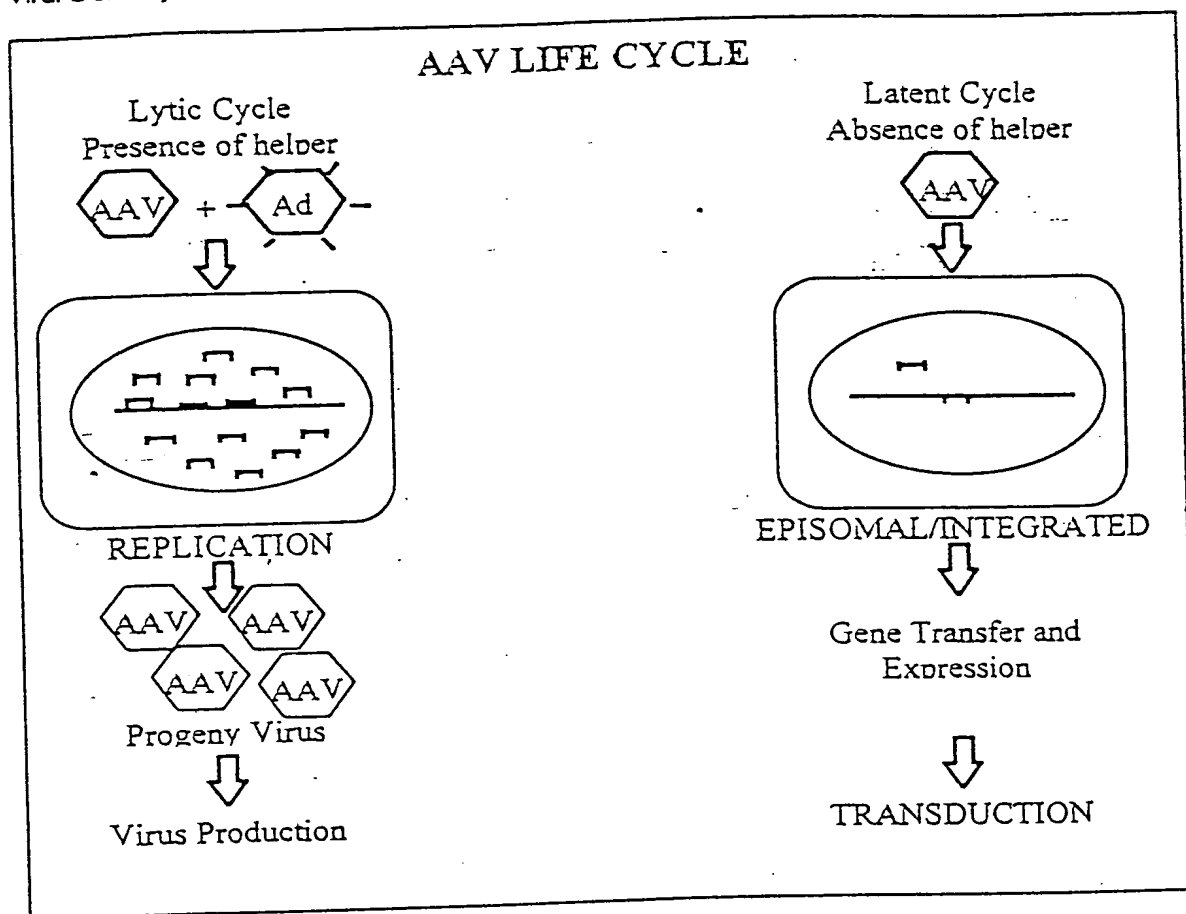 AAV LIFE CYCLE
Lytic Cycle
Presence of helper
AAV + Ad
REPLICATION
AAV AAV
AAV AAV
Progeny Virus
Virus Production
Latent Cycle
Absence of helper
AAV
EPISOMAL/INTEGRATED
Gene Transfer and
Expression
TRANSDUCTION